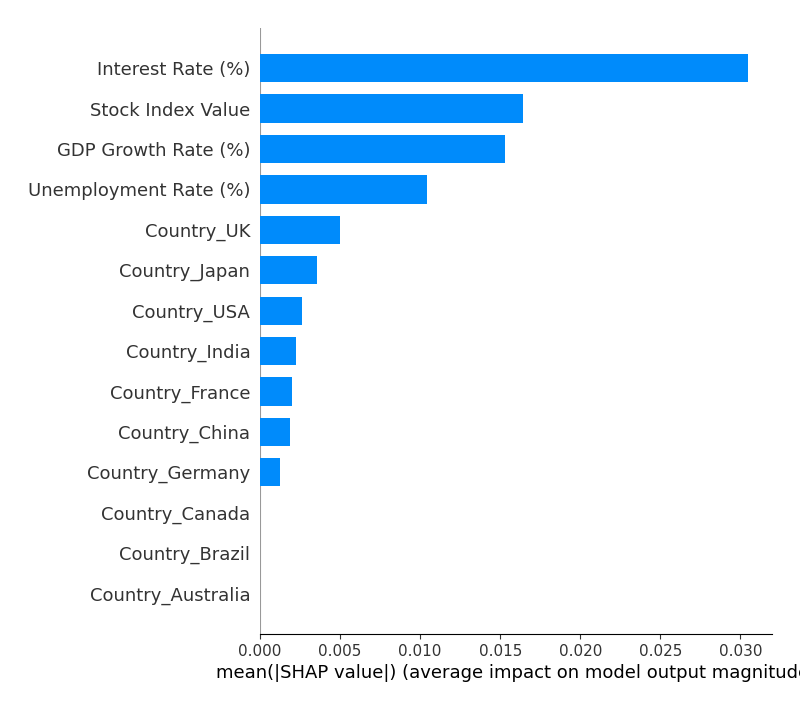 Interest Rate (%)
Stock Index Value
GDP Growth Rate (%)
Unemployment Rate (%)
Country_UK
Country_Japan
Country_USA
Country_India
Country_France
Country_China
Country_Germany
Country_Canada
Country_Brazil
Country_Australia
0.000 0.005 0.010 0.015 0.020 0.025 0.030
mean(|SHAP value|) (average impact on model output magnitude